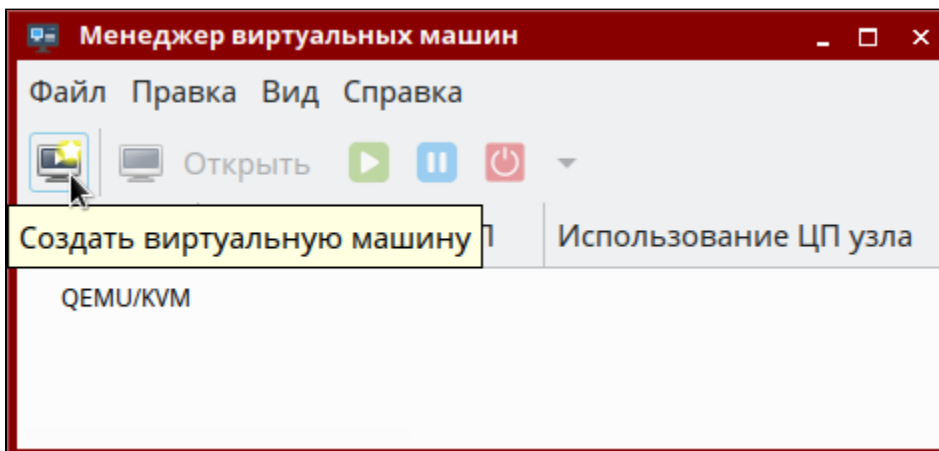 Менеджер виртуальных машин
Файл Правка Вид Справка
Открыть
Создать виртуальную машину
Использование ЦП узла
QEMU/KVM